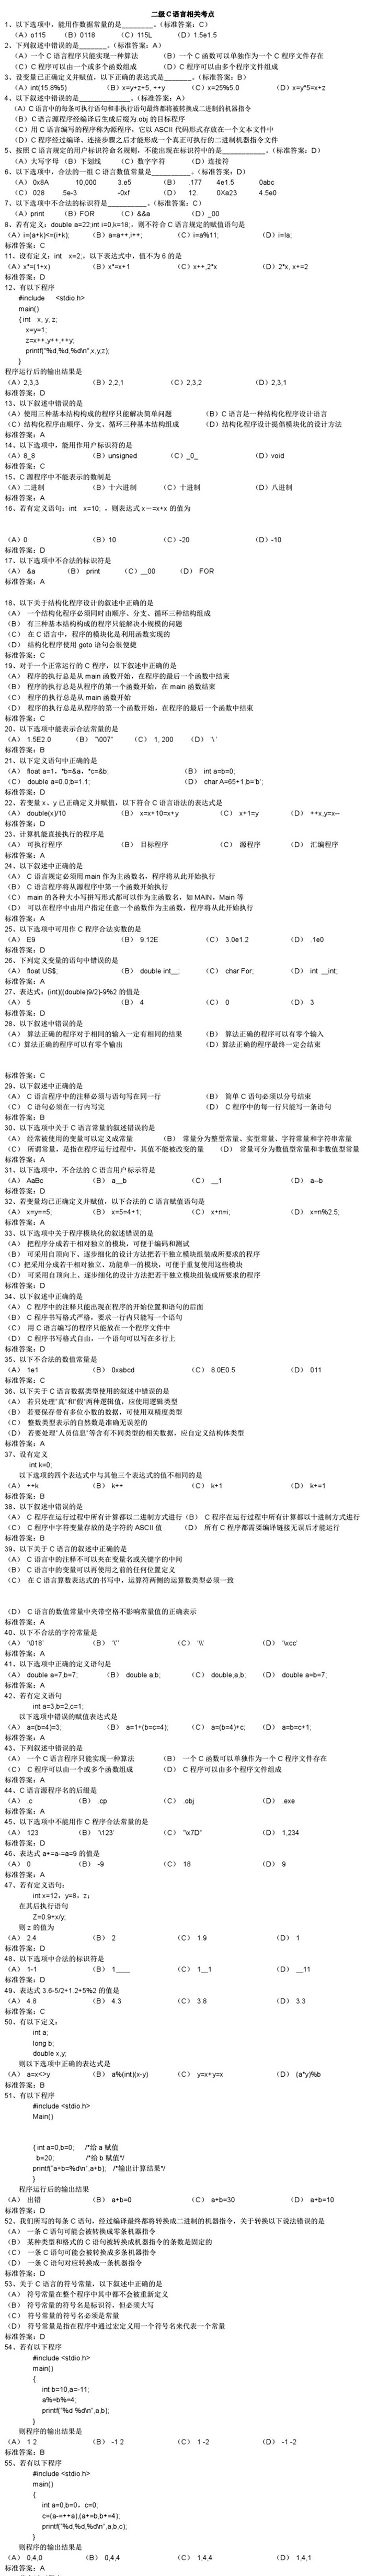 二级 C 语言相关考点
1、以下选项中，能用作数据常量的是________。（标准答案：C）
（A）o115 （B）0118 （C）115L （D）1.5e1.5
2、下列叙述中错误的是_______。（标准答案：A）
（A）一个 C 语言程序只能实现一种算法 （B）一个 C 函数可以单独作为一个 C 程序文件存在
（C）C 程序可以由一个或多个函数组成 （D）C 程序可以由多个程序文件组成
3、设变量已正确定义并赋值，以下正确的表达式是_______。（标准答案：B）
（A）int(15.8%5) （B）x=y+z+5, ++y （C）x=25%5.0 （D）x=y*5=x+z
4、以下叙述中错误的是_____________。（标准答案：A）
（A）C 语言中的每条可执行语句和非执行语句最终都将被转换成二进制的机器指令
（B）C 语言源程序经编译后生成后缀为.obj 的目标程序
（C）用 C 语言编写的程序称为源程序，它以 ASCII 代码形式存放在一个文本文件中
（D）C 程序经过编译、连接步骤之后才能形成一个真正可执行的二进制机器指令文件
5、按照 C 语言规定的用户标识符命名规则，不能出现在标识符中的是___________。（标准答案：D）
（A）大写字母 （B）下划线 （C）数字字符 （D）连接符
6、以下选项中，合法的一组 C 语言数值常量是__________。（标准答案：D）
（A） 0x8A 10,000 3.e5 （B） .177 4e1.5 0abc
（C） 028 .5e-3 -0xf （D） 12. 0Xa23 4.5e0
7、以下选项中不合法的标识符是__________。（标准答案：C）
（A）print （B）FOR （C）&&a （D）_00
8、若有定义：double a=22;int i=0,k=18;，则不符合 C 语言规定的赋值语句是
（A）i=(a+k)<=(i+k); （B）a=a++,i++; （C）i=a%11; （D）i=!a;
标准答案：C
11、设有定义：int x=2;，以下表达式中，值不为 6 的是
（A）x*=(1+x) （B）x*=x+1 （C）x++,2*x （D）2*x, x+=2
标准答案：D
12、有以下程序
#include <stdio.h>
main()
{ int x, y, z;
x=y=1;
z=x++,y++,++y;
printf("%d,%d,%d\n",x,y,z);
}
程序运行后的输出结果是
（A）2,3,3 （B）2,2,1 （C）2,3,2 （D）2,3,1
标准答案：D
13、以下叙述中错误的是
（A）使用三种基本结构构成的程序只能解决简单问题 （B）C 语言是一种结构化程序设计语言
（C）结构化程序由顺序、分支、循环三种基本结构组成 （D）结构化程序设计提倡模块化的设计方法
标准答案：A
14、以下选项中，能用作用户标识符的是
（A）8_8 （B）unsigned （C）_0_ （D）void
标准答案：C
15、C 源程序中不能表示的数制是
（A）二进制 （B）十六进制 （C）十进制 （D）八进制
标准答案：A
16、若有定义语句：int x=10; ，则表达式 x－=x+x 的值为
（A）0 （B）10 （C）-20 （D）-10
标准答案：D
17、以下选项中不合法的标识符是
（A） &a （B） print （C） __00 （D） FOR
标准答案：A
18、以下关于结构化程序设计的叙述中正确的是
（A） 一个结构化程序必须同时由顺序、分支、循环三种结构组成
（B） 有三种基本结构构成的程序只能解决小规模的问题
（C） 在 C 语言中，程序的模块化是利用函数实现的
（D） 结构化程序使用 goto 语句会很便捷
标准答案：C
19、对于一个正常运行的 C 程序，以下叙述中正确的是
（A） 程序的执行总是从 main 函数开始，在程序的最后一个函数中结束
（B） 程序的执行总是从程序的第一个函数开始，在 main 函数结束
（C） 程序的执行总是从 main 函数开始
（D） 程序的执行总是从程序的第一个函数开始，在程序的最后一个函数中结束
标准答案：C
20、以下选项中能表示合法常量的是
（A） 1.5E2.0 （B） "\007" （C） 1, 200 （D） '\ '
标准答案：B
21、以下定义语句中正确的是
（A） float a=1，*b=&a，*c=&b; （B） int a=b=0;
（C） double a=0.0;b=1.1; （D） char A=65+1,b='b';
标准答案：D
22、若变量 x、y 已正确定义并赋值，以下符合 C 语言语法的表达式是
（A） double(x)/10 （B） x=x+10=x+y （C） x+1=y （D） ++x,y=x--
标准答案：D
23、计算机能直接执行的程序是
（A） 可执行程序 （B） 目标程序 （C） 源程序 （D） 汇编程序
标准答案：A
24、以下叙述中正确的是
（A） C 语言规定必须用 main 作为主函数名，程序将从此开始执行
（B） C 语言程序将从源程序中第一个函数开始执行
（C） main 的各种大小写拼写形式都可以作为主函数名，如 MAIN，Main 等
（D） 可以在程序中由用户指定任意一个函数作为主函数，程序将从此开始执行
标准答案：A
25、以下选项中可用作 C 程序合法实数的是
（A） E9 （B） 9.12E （C） 3.0e1.2 （D） .1e0
标准答案：D
26、下列定义变量的语句中错误的是
（A） float US$; （B） double int__; （C） char For; （D） int __int;
标准答案：A
27、表达式：(int)((double)9/2)-9%2 的值是
（A） 5 （B） 4 （C） 0 （D） 3
标准答案：D
28、以下叙述中错误的是
（A） 算法正确的程序对于相同的输入一定有相同的结果 （B） 算法正确的程序可以有零个输入
（C）算法正确的程序可以有零个输出 （D）算法正确的程序最终一定会结束
标准答案：C
29、以下叙述中正确的是
（A） C 语言程序中的注释必须与语句写在同一行 （B） 简单 C 语句必须以分号结束
（C） C 语句必须在一行内写完 （D） C 程序中的每一行只能写一条语句
标准答案：B
30、以下选项中关于 C 语言常量的叙述错误的是
（A） 经常被使用的变量可以定义成常量 （B） 常量分为整型常量、实型常量、字符常量和字符串常量
（C） 所谓常量，是指在程序运行过程中，其值不能被改变的量 （D） 常量可分为数值型常量和非数值型常量
标准答案：A
31、以下选项中，不合法的 C 语言用户标示符是
（A） AaBc （B） a__b （C） __1 （D） a--b
标准答案：D
32、若变量均已正确定义并赋值，以下合法的 C 语言赋值语句是
（A） x=y==5; （B） x=5=4+1; （C） x+n=i; （D） x=n%2.5;
标准答案：A
33、以下选项中关于程序模块化的叙述错误的是
（A） 把程序分成若干相对独立的模块，可便于编码和测试
（B） 可采用自顶向下、逐步细化的设计方法把若干独立模块组装成所要求的程序
（C）把采用分成若干相对独立，功能单一的模块，可便于重复使用这些模块
（D） 可采用自顶向上、逐步细化的设计方法把若干独立模块组装成所要求的程序
标准答案：D
34、以下叙述中正确的是
（A） C 程序中的注释只能出现在程序的开始位置和语句的后面
（B） C 程序书写格式严格，要求一行内只能写一个语句
（C） 用 C 语言编写的程序只能放在一个程序文件中
（D） C 程序书写格式自由，一个语句可以写在多行上
标准答案：D
35、以下不合法的数值常量是
（A） 1e1 （B） 0xabcd （C） 8.0E0.5 （D） 011
标准答案：C
36、以下关于 C 语言数据类型使用的叙述中错误的是
（A） 若只处理"真"和"假"两种逻辑值，应使用逻辑类型
（B） 若要保存带有多位小数的数据，可使用双精度类型
（C） 整数类型表示的自然数是准确无误差的
（D） 若要处理"人员信息"等含有不同类型的相关数据，应自定义结构体类型
标准答案：A
37、设有定义
int k=0;
以下选项的四个表达式中与其他三个表达式的值不相同的是
（A） ++k （B） k++ （C） k+1 （D） k+=1
标准答案：B
38、以下叙述中错误的是
（A） C 程序在运行过程中所有计算都以二进制方式进行 （B） C 程序在运行过程中所有计算都以十进制方式进行
（C） C 程序中字符变量存放的是字符的 ASCII 值 （D） 所有 C 程序都需要编译链接无误后才能运行
标准答案：B
39、以下关于 C 语言的叙述中正确的是
（A） C 语言中的注释不可以夹在变量名或关键字的中间
（B） C 语言中的变量可以再使用之前的任何位置定义
（C） 在 C 语言算数表达式的书写中，运算符两侧的运算数类型必须一致
（D） C 语言的数值常量中夹带空格不影响常量值的正确表示
标准答案：A
40、以下不合法的字符常量是
（A） '\018' （B） '\"' （C） '\\' （D） '\xcc'
标准答案：A
41、以下选项中正确的定义语句是
（A） double a=7,b=7; （B） double a,b; （C） double,a,b; （D） double a=b=7;
标准答案：A
42、若有定义语句
int a=3,b=2,c=1;
以下选项中错误的赋值表达式是
（A） a=(b=4)=3; （B） a=1+(b=c=4); （C） a=(b=4)+c; （D） a=b=c+1;
标准答案：A
43、下列叙述中错误的是
（A） 一个 C 语言程序只能实现一种算法 （B） 一个 C 函数可以单独作为一个 C 程序文件存在
（C） C 程序可以由一个或多个函数组成 （D） C 程序可以由多个程序文件组成
标准答案：A
44、C 语言源程序名的后缀是
（A） .c （B） .cp （C） .obj （D） .exe
标准答案：A
45、以下选项中不能用作 C 程序合法常量的是
（A） 123 （B） '\123' （C） "\x7D" （D） 1,234
标准答案：D
46、表达式 a+=a-=a=9 的值是
（A） 0 （B） -9 （C） 18 （D） 9
标准答案：A
47、若有定义语句：
int x=12，y=8，z；
在其后执行语句
Z=0.9+x/y;
则 z 的值为
（A） 2.4 （B） 2 （C） 1.9 （D） 1
标准答案：D
48、以下选项中合法的标识符是
（A） 1-1 （B） 1____ （C） 1__1 （D） __11
标准答案：D
49、表达式 3.6-5/2+1.2+5%2 的值是
（A） 4.8 （B） 4.3 （C） 3.8 （D） 3.3
标准答案：C
50、有以下定义：
int a;
long b;
double x,y;
则以下选项中正确的表达式是
（A） a=x<>y （B） a%(int)(x-y) （C） y=x+y=x （D） (a*y)%b
标准答案：B
51、有以下程序
#include <stdio.h>
Main()
{ int a=0,b=0; /*给 a 赋值
b=20; /*给 b 赋值*/
printf("a+b=%d\n",a+b); /*输出计算结果*/
}
程序运行后的输出结果
（A） 出错 （B） a+b=0 （C） a+b=30 （D） a+b=10
标准答案：D
52、我们所写的每条 C 语句，经过编译最终都将转换成二进制的机器指令，关于转换以下说法错误的是
（A） 一条 C 语句可能会被转换成零条机器指令
（B） 某种类型和格式的 C 语句被转换成机器指令的条数是固定的
（C） 一条 C 语句可能会被转换成多条机器指令
（D） 一条 C 语句对应转换成一条机器指令
标准答案：D
53、关于 C 语言的符号常量，以下叙述中正确的是
（A） 符号常量在整个程序中其中都不会被重新定义
（B） 符号常量的符号名是标识符，但必须大写
（C） 符号常量的符号名必须是常量
（D） 符号常量是指在程序中通过宏定义用一个符号名来代表一个常量
标准答案：D
54、若有以下程序
#include <stdio.h>
main()
{
int b=10,a=-11;
a%=b%=4;
printf("%d %d\n",a,b);
}
则程序的输出结果是
（A） 1 2 （B） -1 2 （C） 1 -2 （D） -1 -2
标准答案：B
55、若有以下程序
#include <stdio.h>
main()
{
int a=0,b=0，c=0;
c=(a-=++a),(a+=b,b+=4);
printf("%d,%d,%d\n",a,b,c);
}
则程序的输出结果是
（A） 0,4,0 （B） 0,4,4 （C） 1,4,4 （D） 1,4,1
标准答案：A